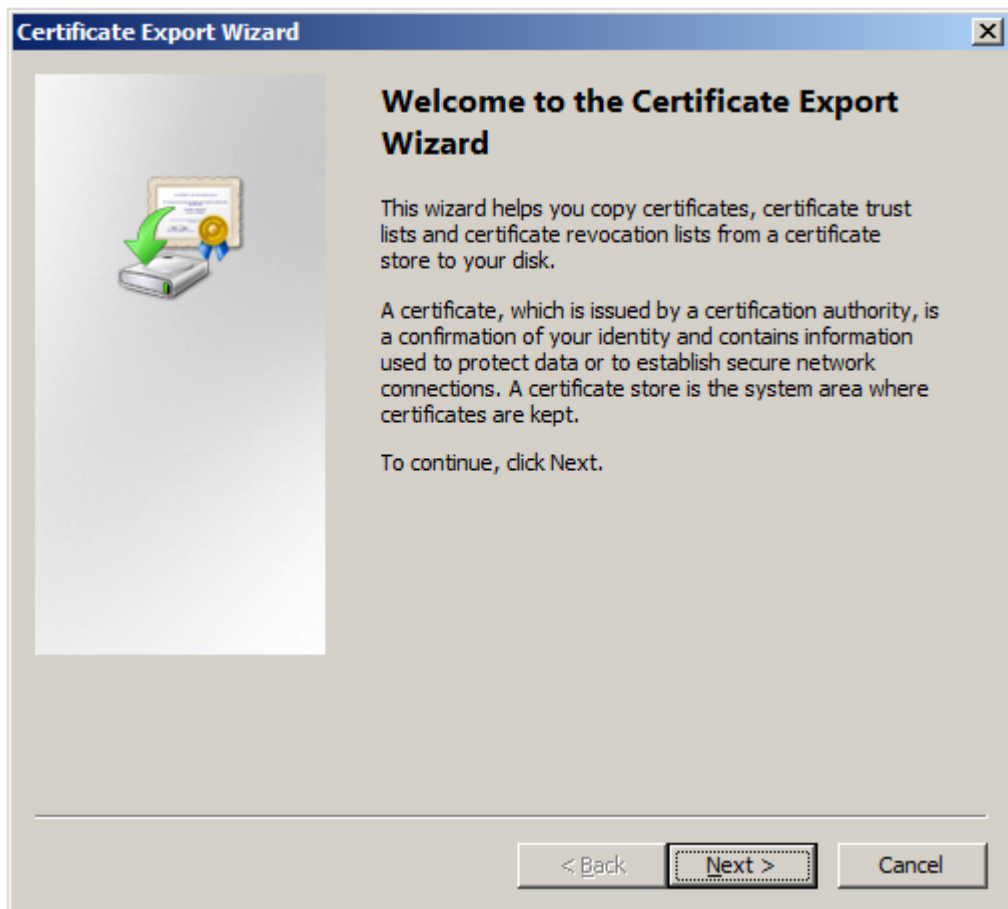 Certificate Export Wizard
Welcome to the Certificate Export
Wizard
This wizard helps you copy certificates, certificate trust
lists and certificate revocation lists from a certificate
store to your disk.
A certificate, which is issued by a certification authority, is
a confirmation of your identity and contains information
used to protect data or to establish secure network
connections. A certificate store is the system area where
certificates are kept.
To continue, click Next.
< Back
Next >
Cancel